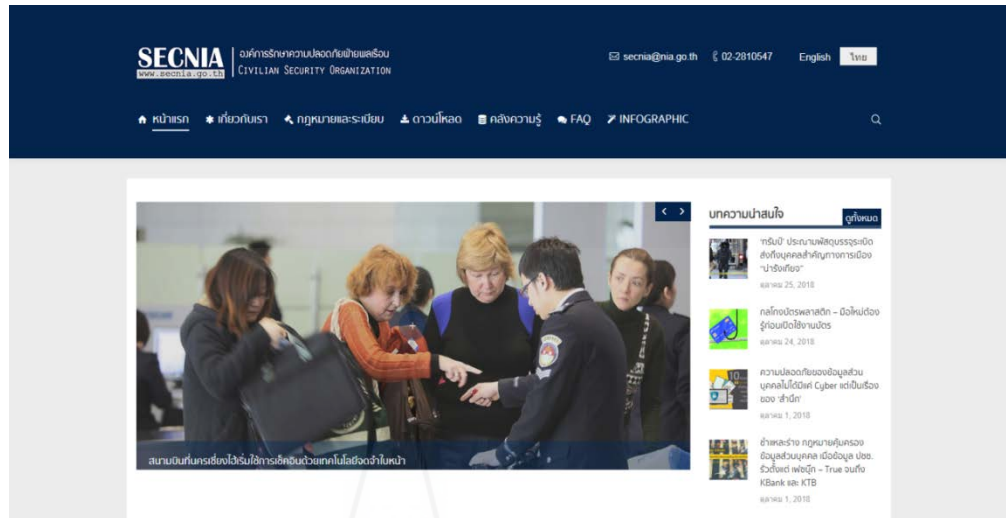 SECNIA
www.secnia.go.th
องค์การรักษาความปลอดภัยฝ่ายพลเรือน
CIVILIAN SECURITY ORGANIZATION
secnia@nia.go.th
02-2810547
English
ไทย
หน้าแรก
เกี่ยวกับเรา
กฎหมายและระเบียบ
ดาวน์โหลด
คลังความรู้
FAQ
INFOGRAPHIC
สนามบินที่นครเซี่ยงไฮ้เริ่มใช้การเช็คอินด้วยเทคโนโลยีจดจำใบหน้า
บทความน่าสนใจ
ดูทั้งหมด
'ทรัมป์' ประณามพัสดุบรรจุระเบิด
ส่งถึงบุคคลสำคัญทางการเมือง
"น่ารังเกียจ"
ตุลาคม 25, 2018
กลโกงบัตรพลาสติก – มือใหม่ต้อง
รู้ก่อนเปิดใช้งานบัตร
ตุลาคม 24, 2018
ความปลอดภัยของข้อมูลส่วน
บุคคลไม่ได้มีแค่ Cyber แต่เป็นเรื่อง
ของ 'สำนึก'
ตุลาคม 1, 2018
ชำแหละร่าง กฎหมายคุ้มครอง
ข้อมูลส่วนบุคคล เมื่อข้อมูล ปชช.
รั่วตั้งแต่ เฟซบุ๊ก – True จนถึง
KBank และ KTB
ตุลาคม 1, 2018